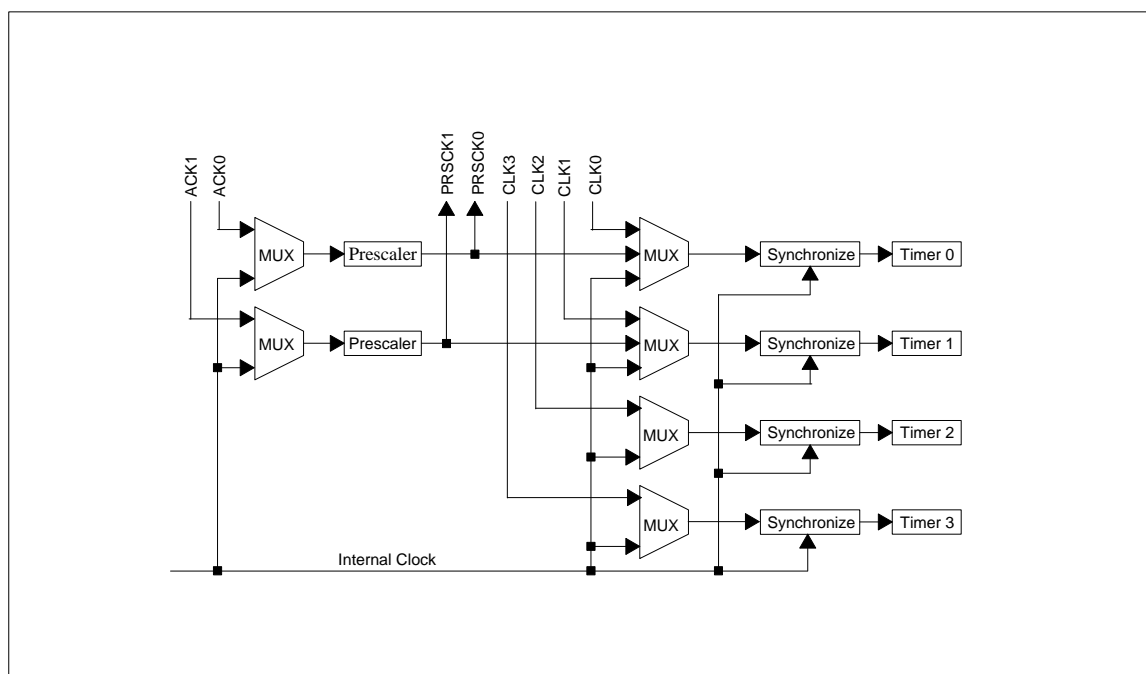 ACK1
ACK0
PRSCK1
PRSCK0
CLK3
CLK2
CLK1
CLK0
MUX
Prescaler
MUX
Synchronize
Timer 0
MUX
Prescaler
MUX
Synchronize
Timer 1
MUX
Synchronize
Timer 2
MUX
Synchronize
Timer 3
Internal Clock